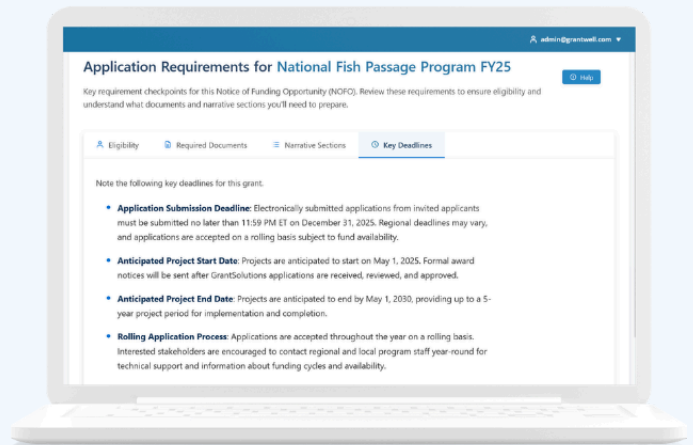 admin@grantwell.com
Application Requirements for National Fish Passage Program FY25
Help
Key requirement checkpoints for this Notice of Funding Opportunity (NOFO). Review these requirements to ensure eligibility and
understand what documents and narrative sections you'll need to prepare.
Eligibility Required Documents Narrative Sections Key Deadlines
Note the following key deadlines for this grant.
• Application Submission Deadline: Electronically submitted applications from invited applicants
must be submitted no later than 11:59 PM ET on December 31, 2025. Regional deadlines may vary,
and applications are accepted on a rolling basis subject to fund availability.
• Anticipated Project Start Date: Projects are anticipated to start on May 1, 2025. Formal award
notices will be sent after GrantSolutions applications are received, reviewed, and approved.
• Anticipated Project End Date: Projects are anticipated to end by May 1, 2030, providing up to a 5-
year project period for implementation and completion.
• Rolling Application Process: Applications are accepted throughout the year on a rolling basis.
Interested stakeholders are encouraged to contact regional and local program staff year-round for
technical support and information about funding cycles and availability.